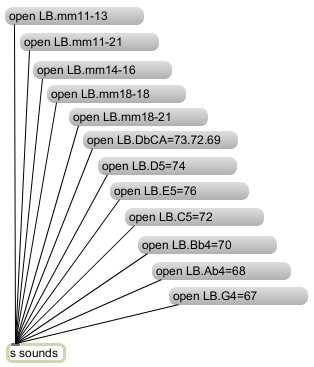 open LB.mm11-13
open LB.mm11-21
open LB.mm14-16
open LB.mm18-18
open LB.mm18-21
open LB.DbCA=73.72.69
open LB.D5=74
open LB.E5=76
open LB.C5=72
open LB.Bb4=70
open LB.Ab4=68
open LB.G4=67
s sounds